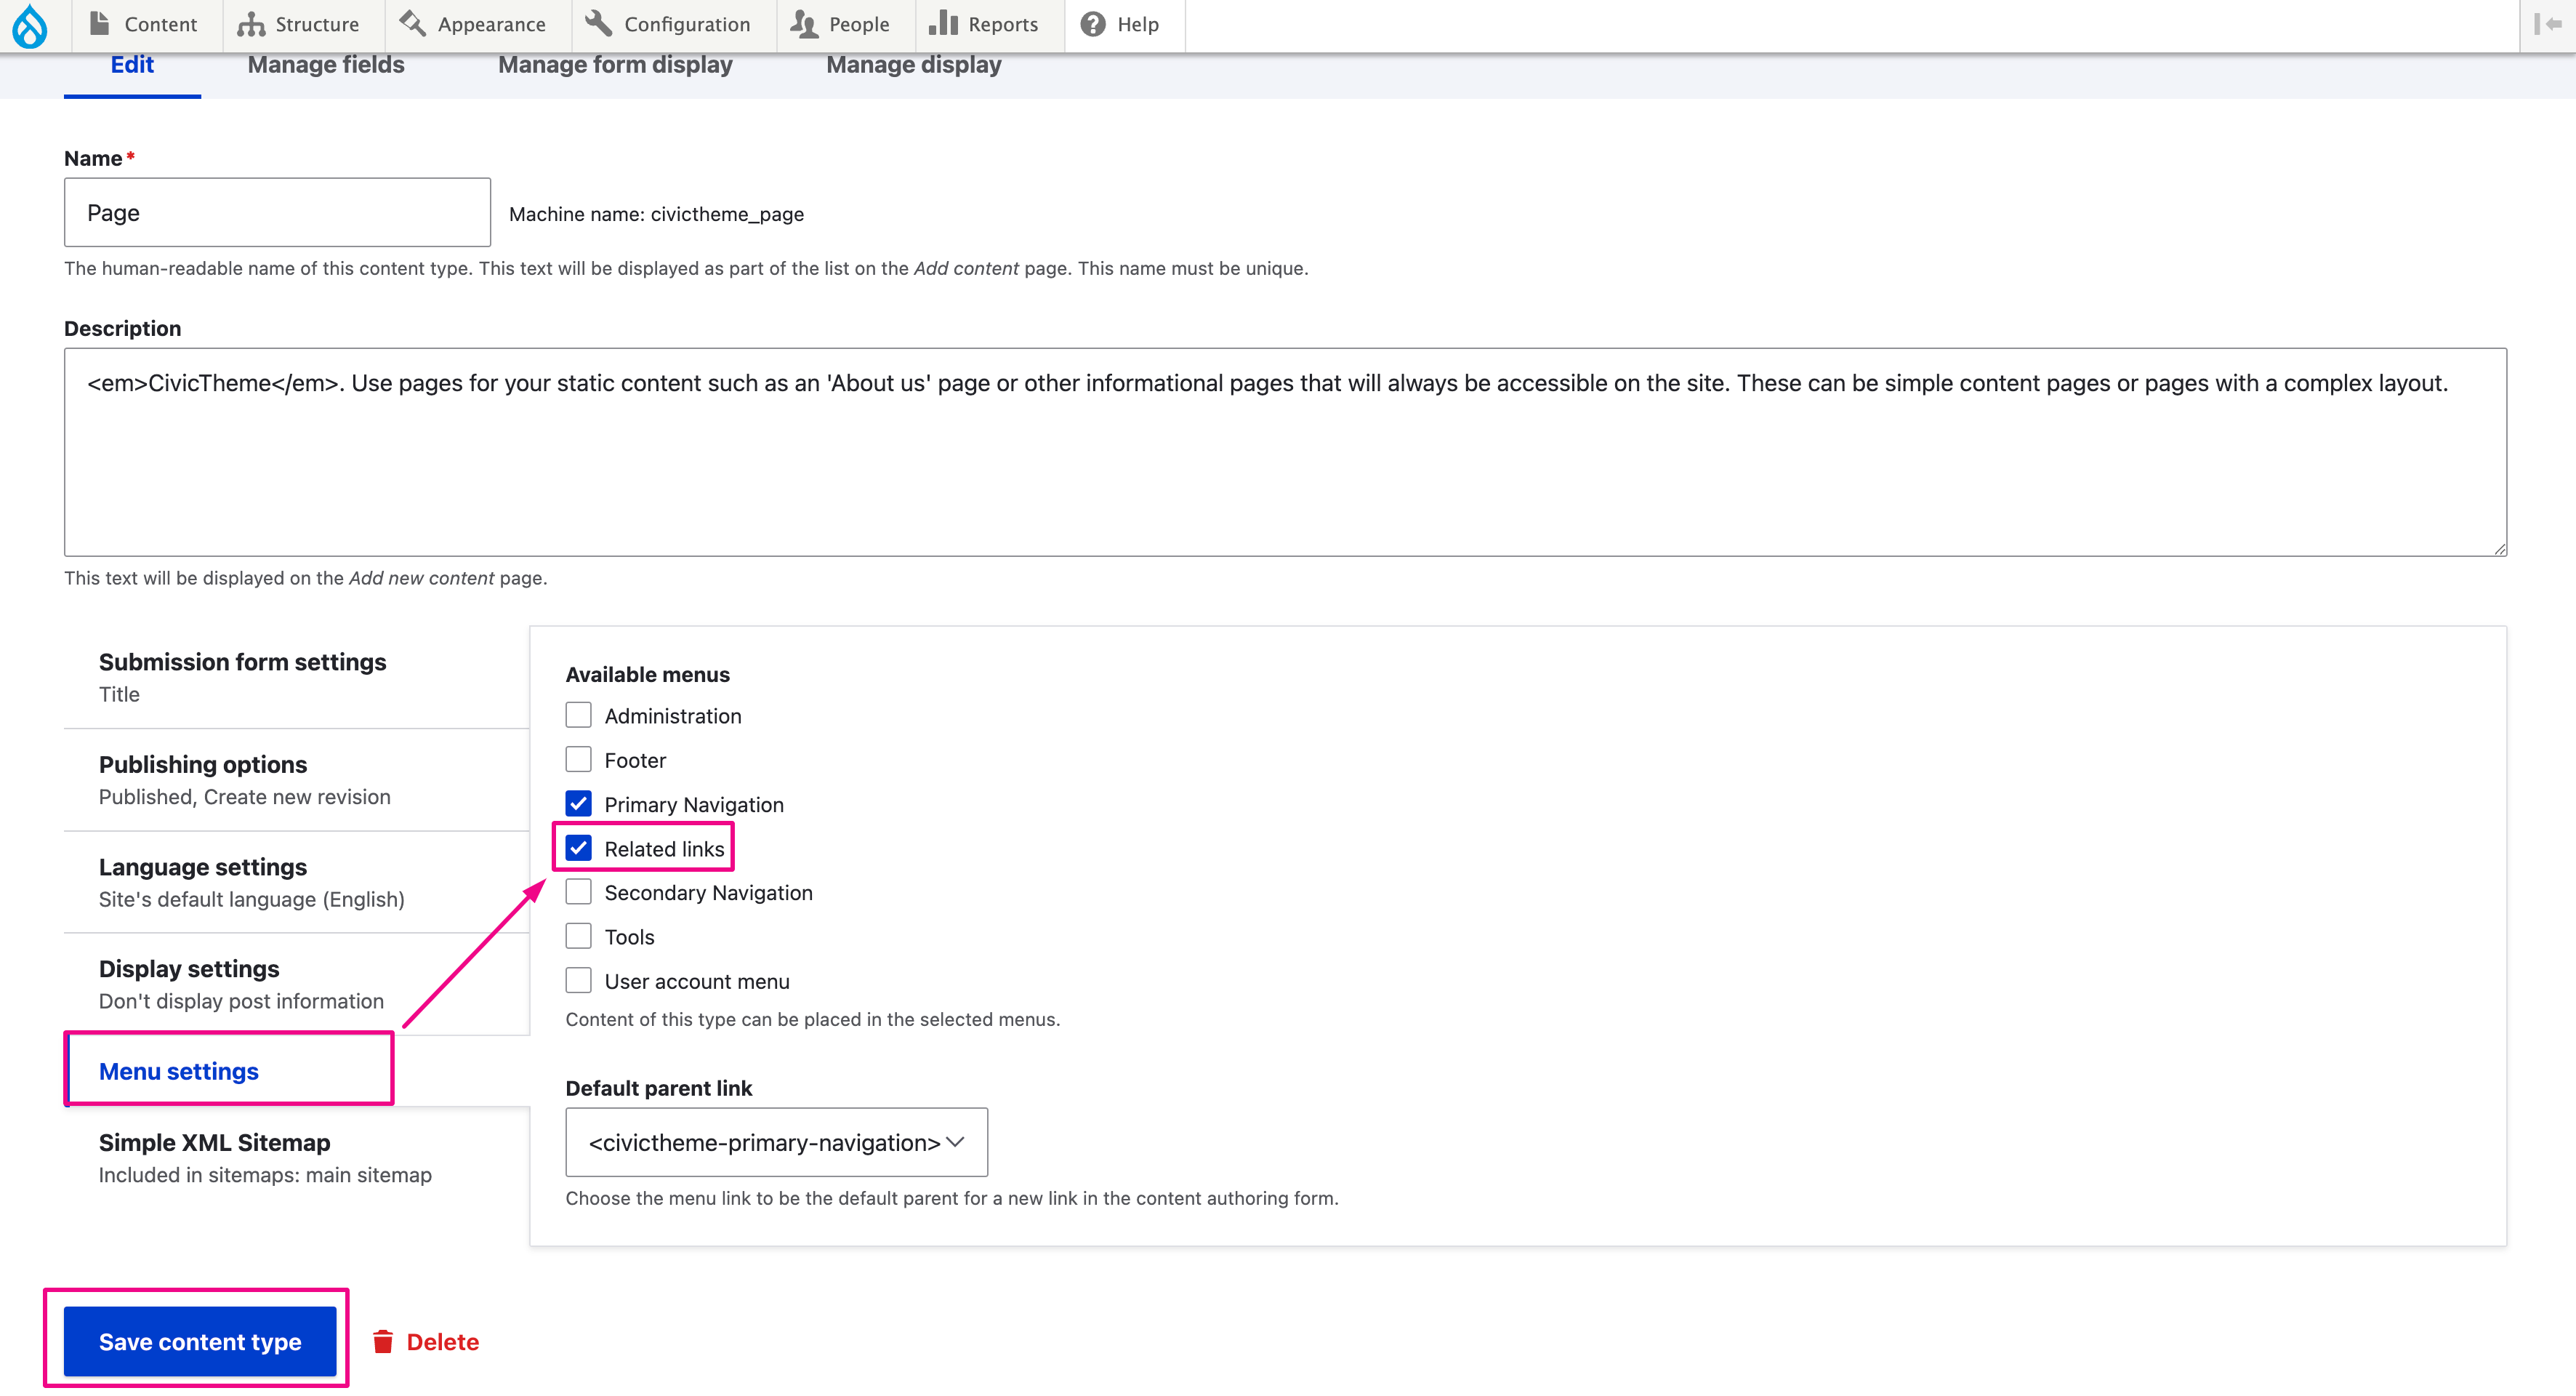 Content
Structure
Appearance
Configuration
People
Reports
Help
Edit
Manage fields
Manage form display
Manage display
Name*
Page
Machine name: civictheme_page
The human-readable name of this content type. This text will be displayed as part of the list on the Add content page. This name must be unique.
Description
<em>CivicTheme</em>. Use pages for your static content such as an 'About us' page or other informational pages that will always be accessible on the site. These can be simple content pages or pages with a complex layout.
This text will be displayed on the Add new content page.
Submission form settings
Title
Publishing options
Published, Create new revision
Language settings
Site's default language (English)
Display settings
Don't display post information
Menu settings
Simple XML Sitemap
Included in sitemaps: main sitemap
Available menus
Administration
Footer
Primary Navigation
Related links
Secondary Navigation
Tools
User account menu
Content of this type can be placed in the selected menus.
Default parent link
<civictheme-primary-navigation>
Choose the menu link to be the default parent for a new link in the content authoring form.
Save content type
Delete